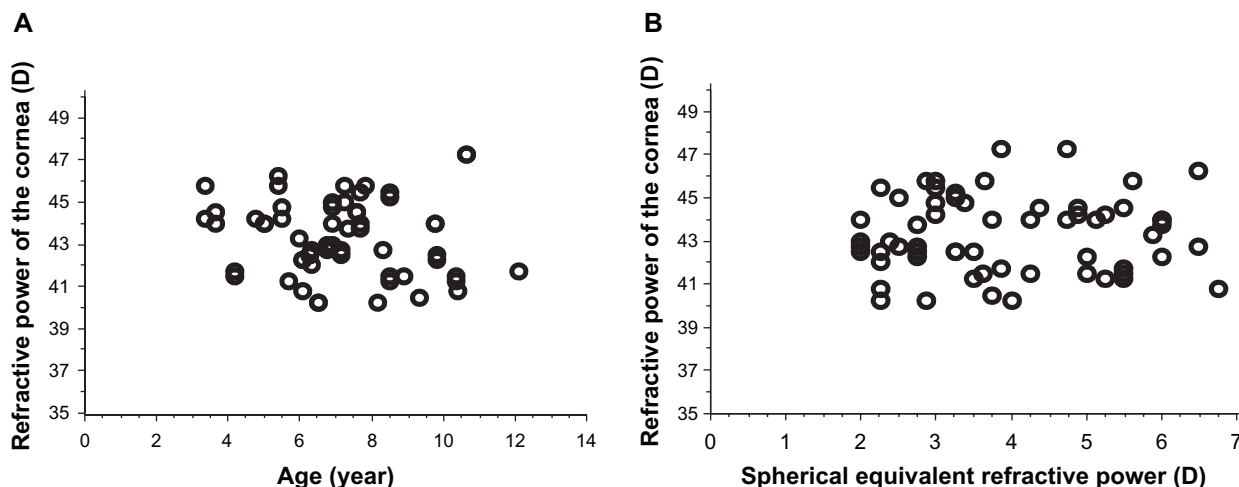 A
Refractive power of the cornea (D)
49
47
45
43
41
39
37
35
0 2 4 6 8 10 12 14
Age (year)
B
Refractive power of the cornea (D)
49
47
45
43
41
39
37
35
0 1 2 3 4 5 6 7
Spherical equivalent refractive power (D)